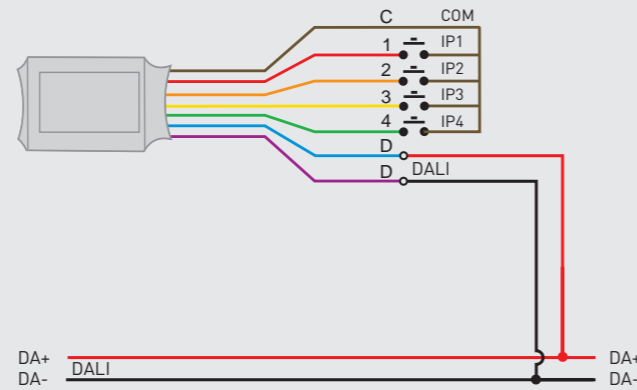 C COM
1 IP1
2 IP2
3 IP3
4 IP4
D
D DALI
DA+ DA+
DALI
DA- DA-